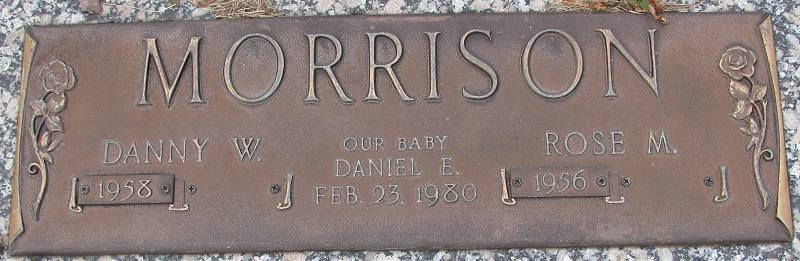 MORRISON
DANNY W.
1958
OUR BABY
DANIEL E.
FEB. 23, 1980
ROSE M.
1956